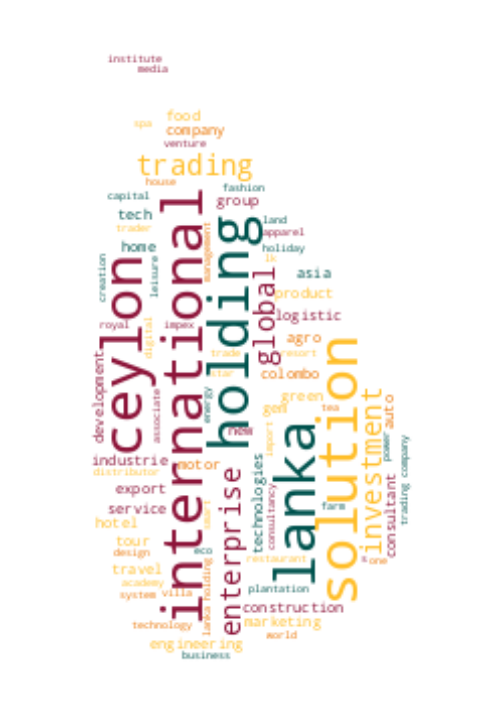 institute
media
spa
food
company
venture
trading
house
capital
fashion
group
tech
trader
international
holding
land
apparel
home
management
holiday
lk
creation
leisure
ceylon
global
asia
product
royal
digital
impex
logistic
development
trade
agro
resort
star
colombo
associate
energy
green
gem
tea
solution
investment
auto
new
import
lanka
power
trading company
industrie
distributor
motor
enterprise
technologies
consultancy
consultant
export
service
smart
farm
hotel
tour
design
eco
restaurant
s
one
travel
academy
system
villa
lanka holding
plantation
construction
technology
marketing
world
engineering
business